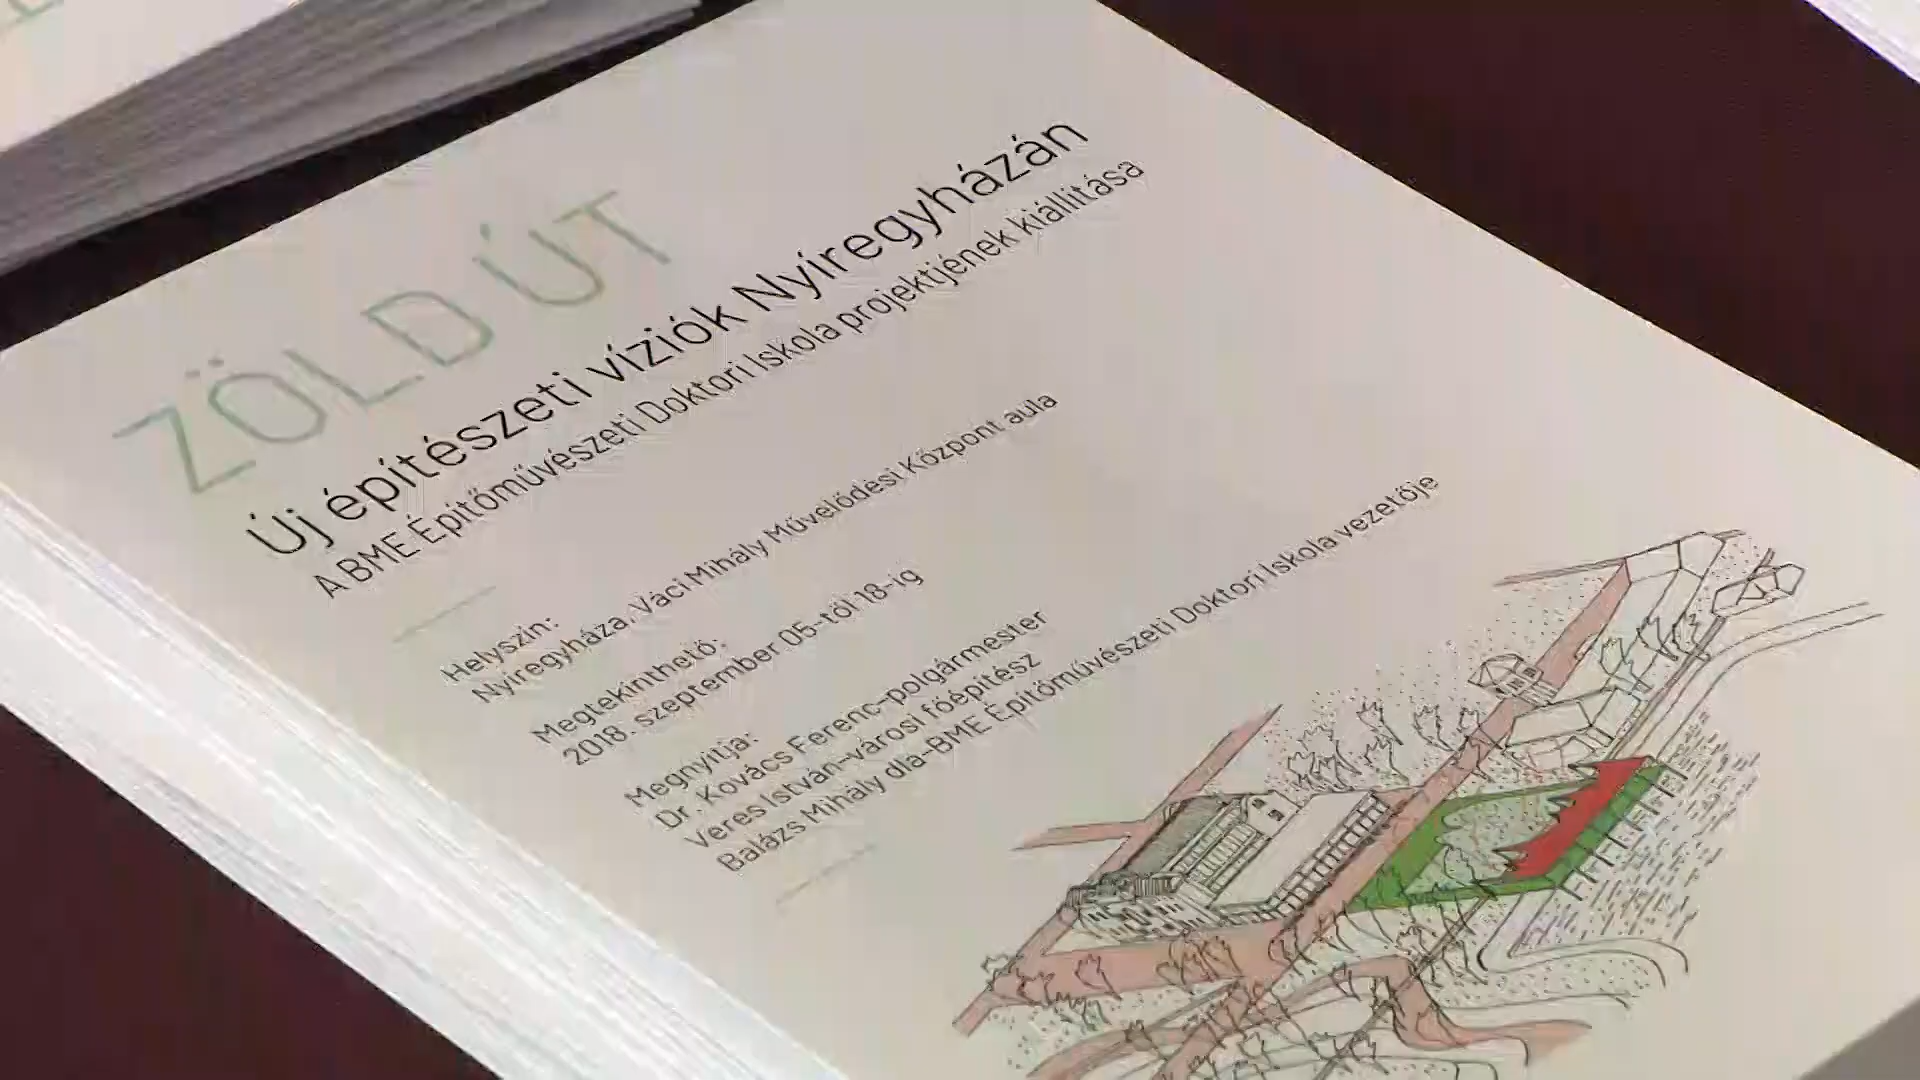 ZÖLD ÚT
Új építészeti víziók Nyíregyházán
A BME Építőművészeti Doktori Iskola projektjének kiállítása
Helyszín:
Nyíregyháza, Váci Mihály Művelődési Központ aula
Megtekinthető:
2018. szeptember 05-től 18-ig
Megnyitja:
Dr. Kovács Ferenc-polgármester
Veres István-városi főépítész
Balázs Mihály dla-BME Építőművészeti Doktori Iskola vezetője